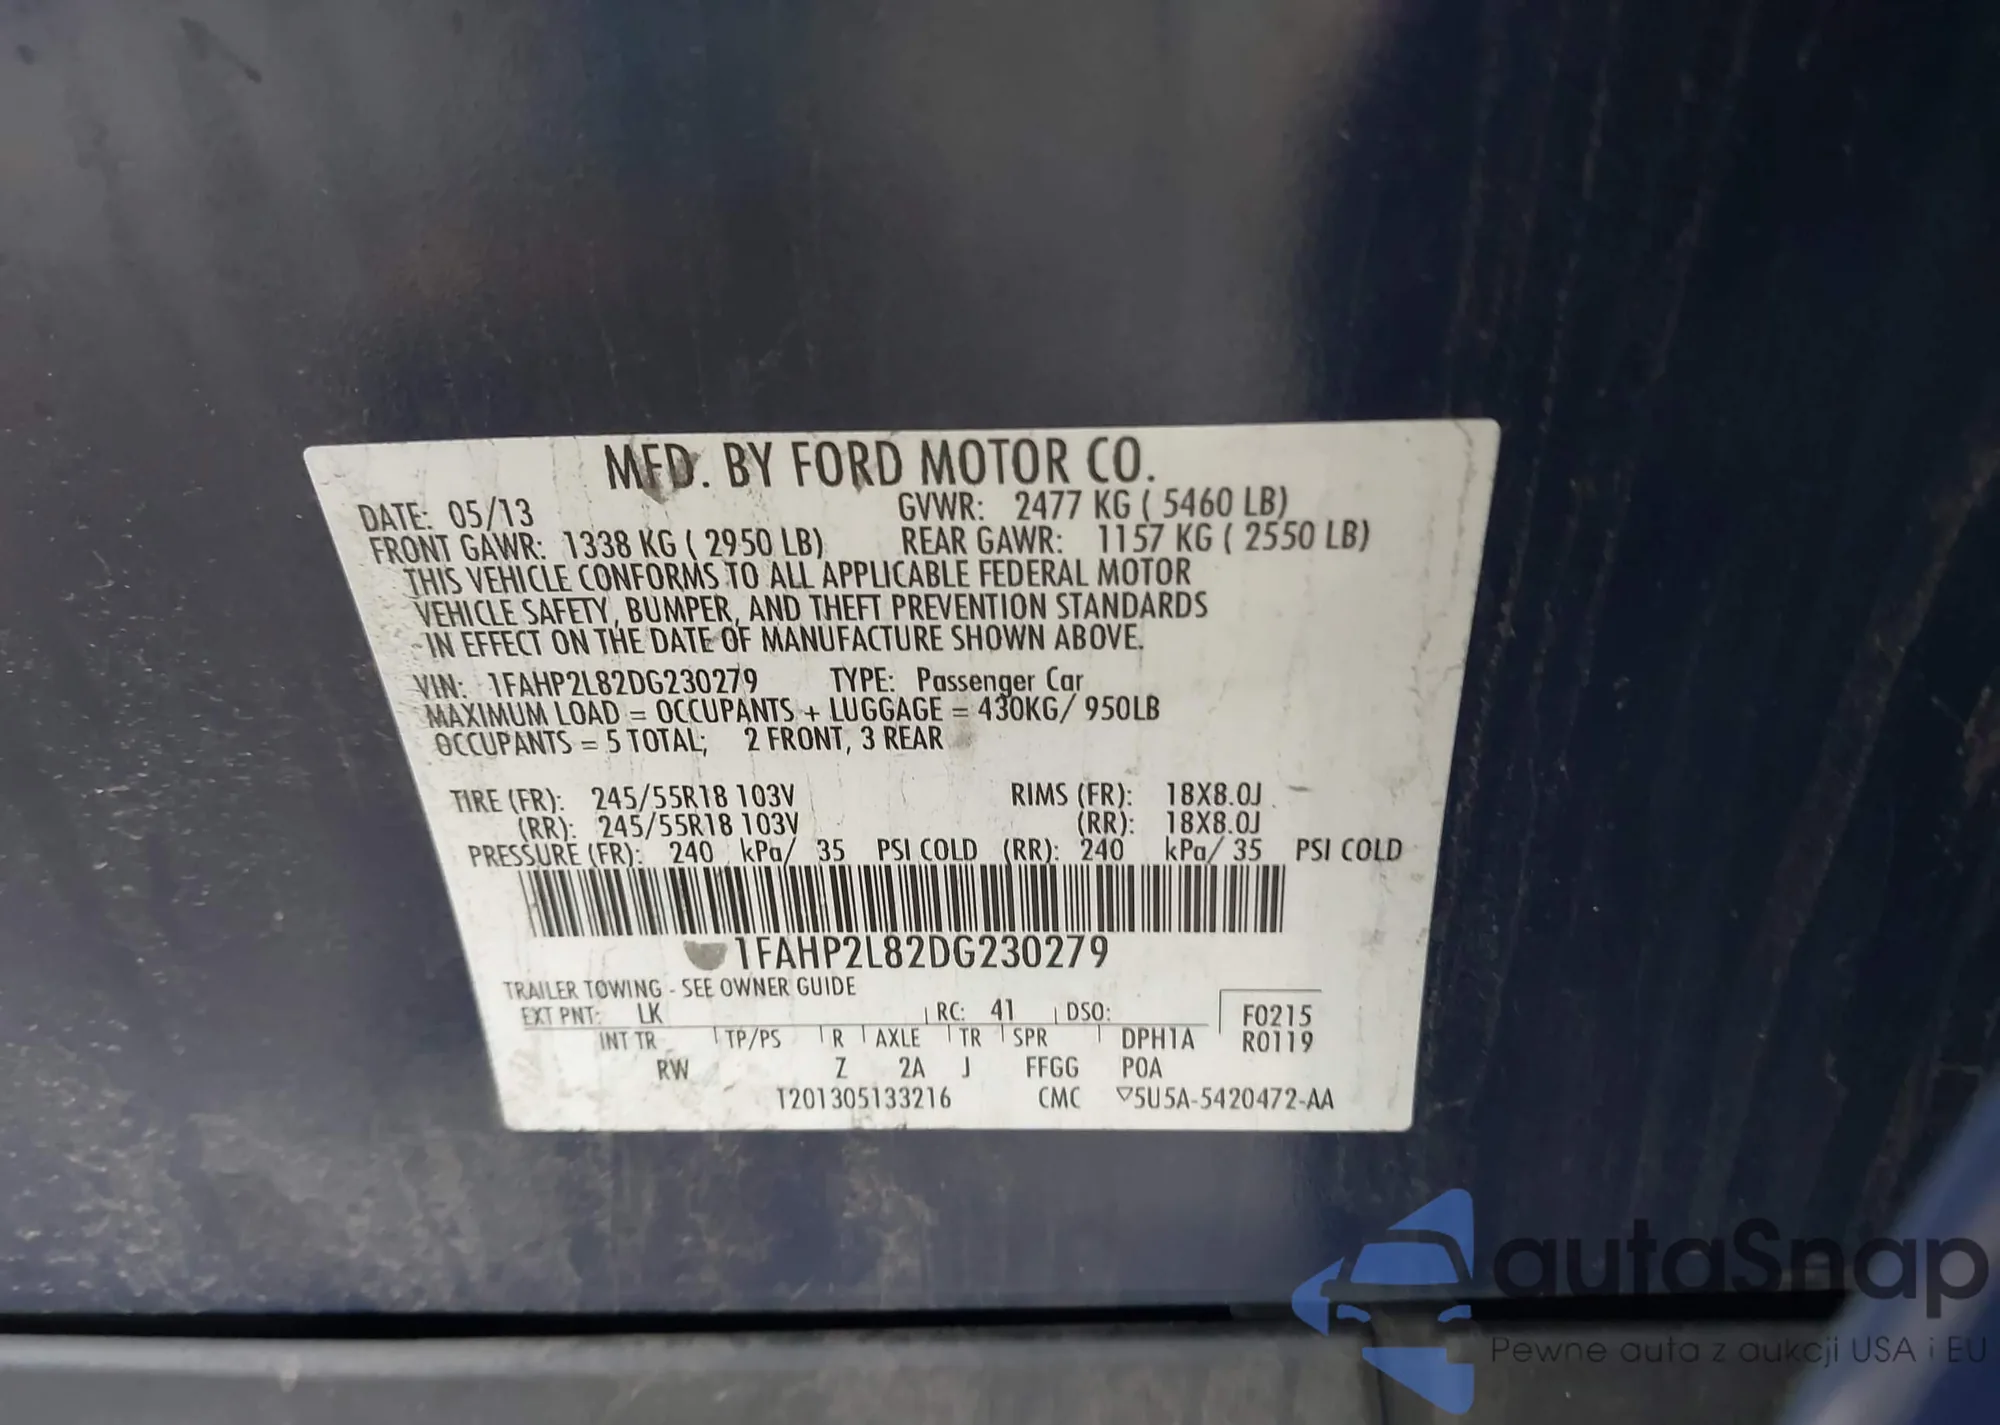 MFD. BY FORD MOTOR CO.
DATE: 05/13 GVWR: 2477 KG ( 5460 LB)
FRONT GAWR: 1338 KG ( 2950 LB) REAR GAWR: 1157 KG ( 2550 LB)
THIS VEHICLE CONFORMS TO ALL APPLICABLE FEDERAL MOTOR
VEHICLE SAFETY, BUMPER, AND THEFT PREVENTION STANDARDS
IN EFFECT ON THE DATE OF MANUFACTURE SHOWN ABOVE.
VIN: 1FAHP2L82DG230279 TYPE: Passenger Car
MAXIMUM LOAD = OCCUPANTS + LUGGAGE = 430KG/ 950LB
OCCUPANTS = 5 TOTAL; 2 FRONT, 3 REAR
TIRE (FR): 245/55R18 103V RIMS (FR): 18X8.0J
(RR): 245/55R18 103V (RR): 18X8.0J
PRESSURE (FR): 240 kPa/ 35 PSI COLD (RR): 240 kPa/ 35 PSI COLD
1FAHP2L82DG230279
TRAILER TOWING - SEE OWNER GUIDE
EXT PNT: LK RC: 41 DSO: F0215
INT TR TP/PS R AXLE TR SPR DPH1A R0119
RW Z 2A J FFGG POA
T201305133216 CMC ▽5U5A-5420472-AA
autaSnap
Pewne auta z aukcji USA i EU